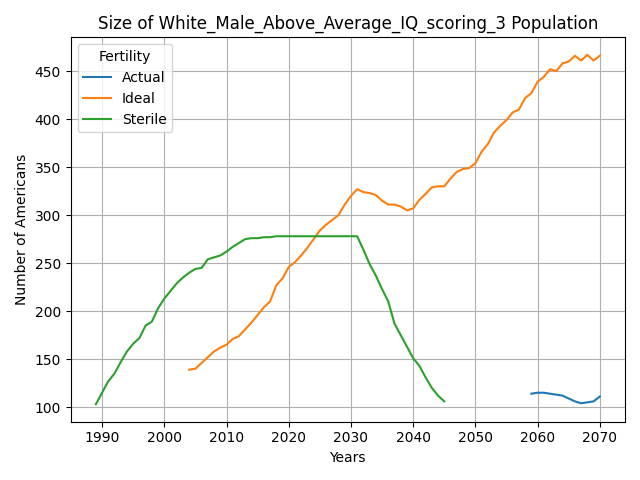 Size of White_Male_Above_Average_IQ_scoring_3 Population
Fertility
Actual
Ideal
Sterile
Number of Americans
450
400
350
300
250
200
150
100
1990 2000 2010 2020 2030 2040 2050 2060 2070
Years